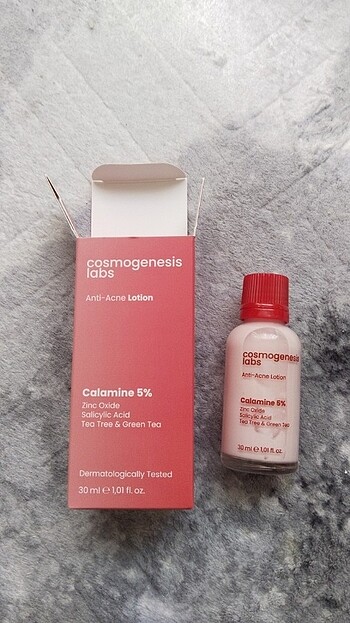 cosmogenesis
labs
Anti-Acne Lotion
Calamine 5%
Zinc Oxide
Salicylic Acid
Tea Tree & Green Tea
Dermatologically Tested
30 ml ℮ 1,01 fl. oz.
cosmogenesis
labs
Anti-Acne Lotion
Calamine 5%
Zinc Oxide
Salicylic Acid
Tea Tree & Green Tea
30 ml ℮ 1,01 fl. oz.